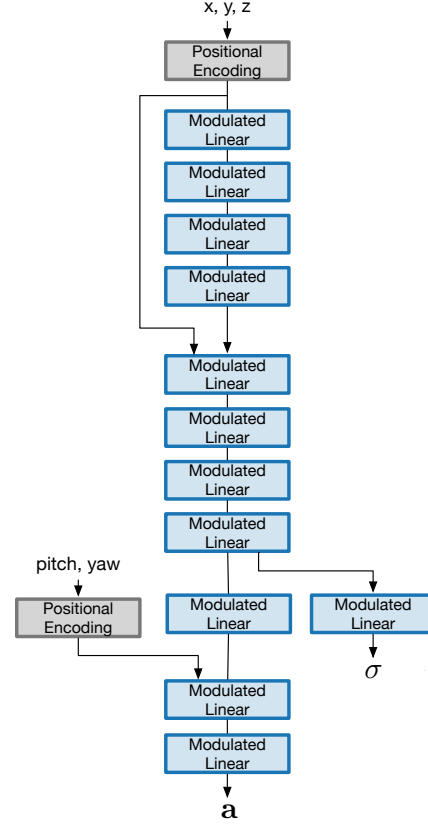 x, y, z
Positional
Encoding
Modulated
Linear
Modulated
Linear
Modulated
Linear
Modulated
Linear
Modulated
Linear
Modulated
Linear
Modulated
Linear
Modulated
Linear
pitch, yaw
Positional
Encoding
Modulated
Linear
Modulated
Linear
σ
Modulated
Linear
Modulated
Linear
a